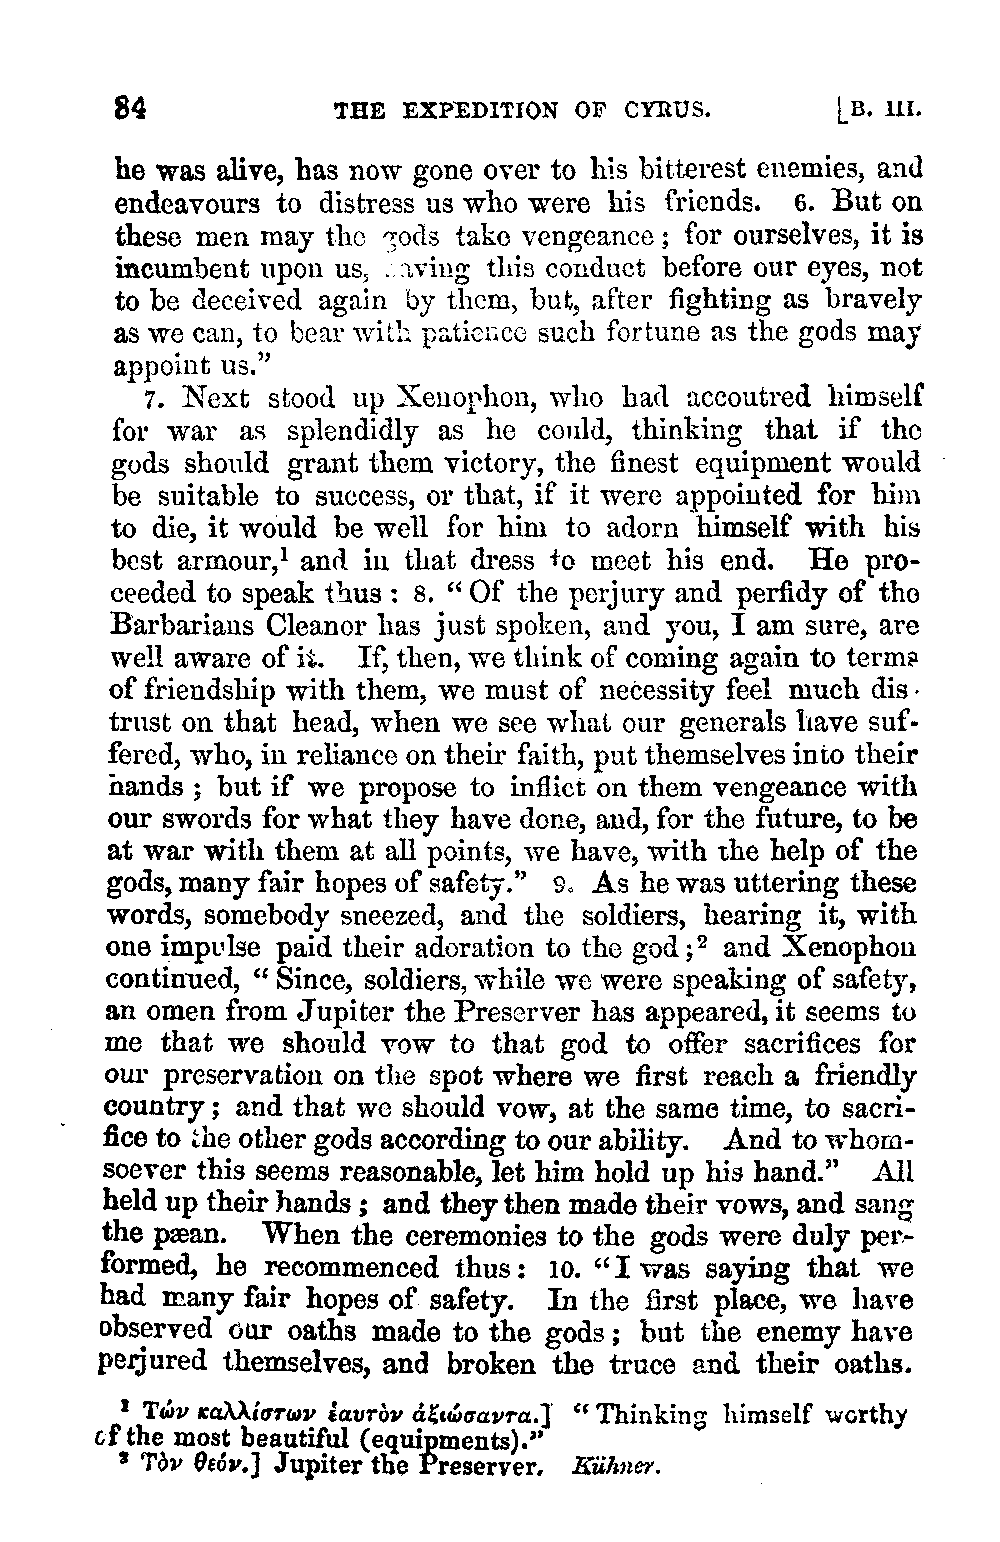 84 THE EXPEDITION OF CYRUS. [B. III.
he was alive, has now gone over to his bitterest enemies, and
endeavours to distress us who were his friends. 6. But on
these men may the gods take vengeance; for ourselves, it is
incumbent upon us, having this conduct before our eyes, not
to be deceived again by them, but, after fighting as bravely
as we can, to bear with patience such fortune as the gods may
appoint us.”
7. Next stood up Xenophon, who had accoutred himself
for war as splendidly as he could, thinking that if the
gods should grant them victory, the finest equipment would
be suitable to success, or that, if it were appointed for him
to die, it would be well for him to adorn himself with his
best armour,¹ and in that dress to meet his end. He pro-
ceeded to speak thus: 8. “Of the perjury and perfidy of the
Barbarians Cleanor has just spoken, and you, I am sure, are
well aware of it. If, then, we think of coming again to terms
of friendship with them, we must of necessity feel much dis-
trust on that head, when we see what our generals have suf-
fered, who, in reliance on their faith, put themselves into their
hands; but if we propose to inflict on them vengeance with
our swords for what they have done, and, for the future, to be
at war with them at all points, we have, with the help of the
gods, many fair hopes of safety.” 9. As he was uttering these
words, somebody sneezed, and the soldiers, hearing it, with
one impulse paid their adoration to the god;² and Xenophon
continued, “Since, soldiers, while we were speaking of safety,
an omen from Jupiter the Preserver has appeared, it seems to
me that we should vow to that god to offer sacrifices for
our preservation on the spot where we first reach a friendly
country; and that we should vow, at the same time, to sacri-
fice to the other gods according to our ability. And to whom-
soever this seems reasonable, let him hold up his hand.” All
held up their hands; and they then made their vows, and sang
the pæan. When the ceremonies to the gods were duly per-
formed, he recommenced thus: 10. “I was saying that we
had many fair hopes of safety. In the first place, we have
observed our oaths made to the gods; but the enemy have
perjured themselves, and broken the truce and their oaths.
¹ Τῶν καλλίστων ἑαυτὸν ἀξιώσαντα.] “Thinking himself worthy
of the most beautiful (equipments).”
² Τὸν θεόν.] Jupiter the Preserver. Kühner.